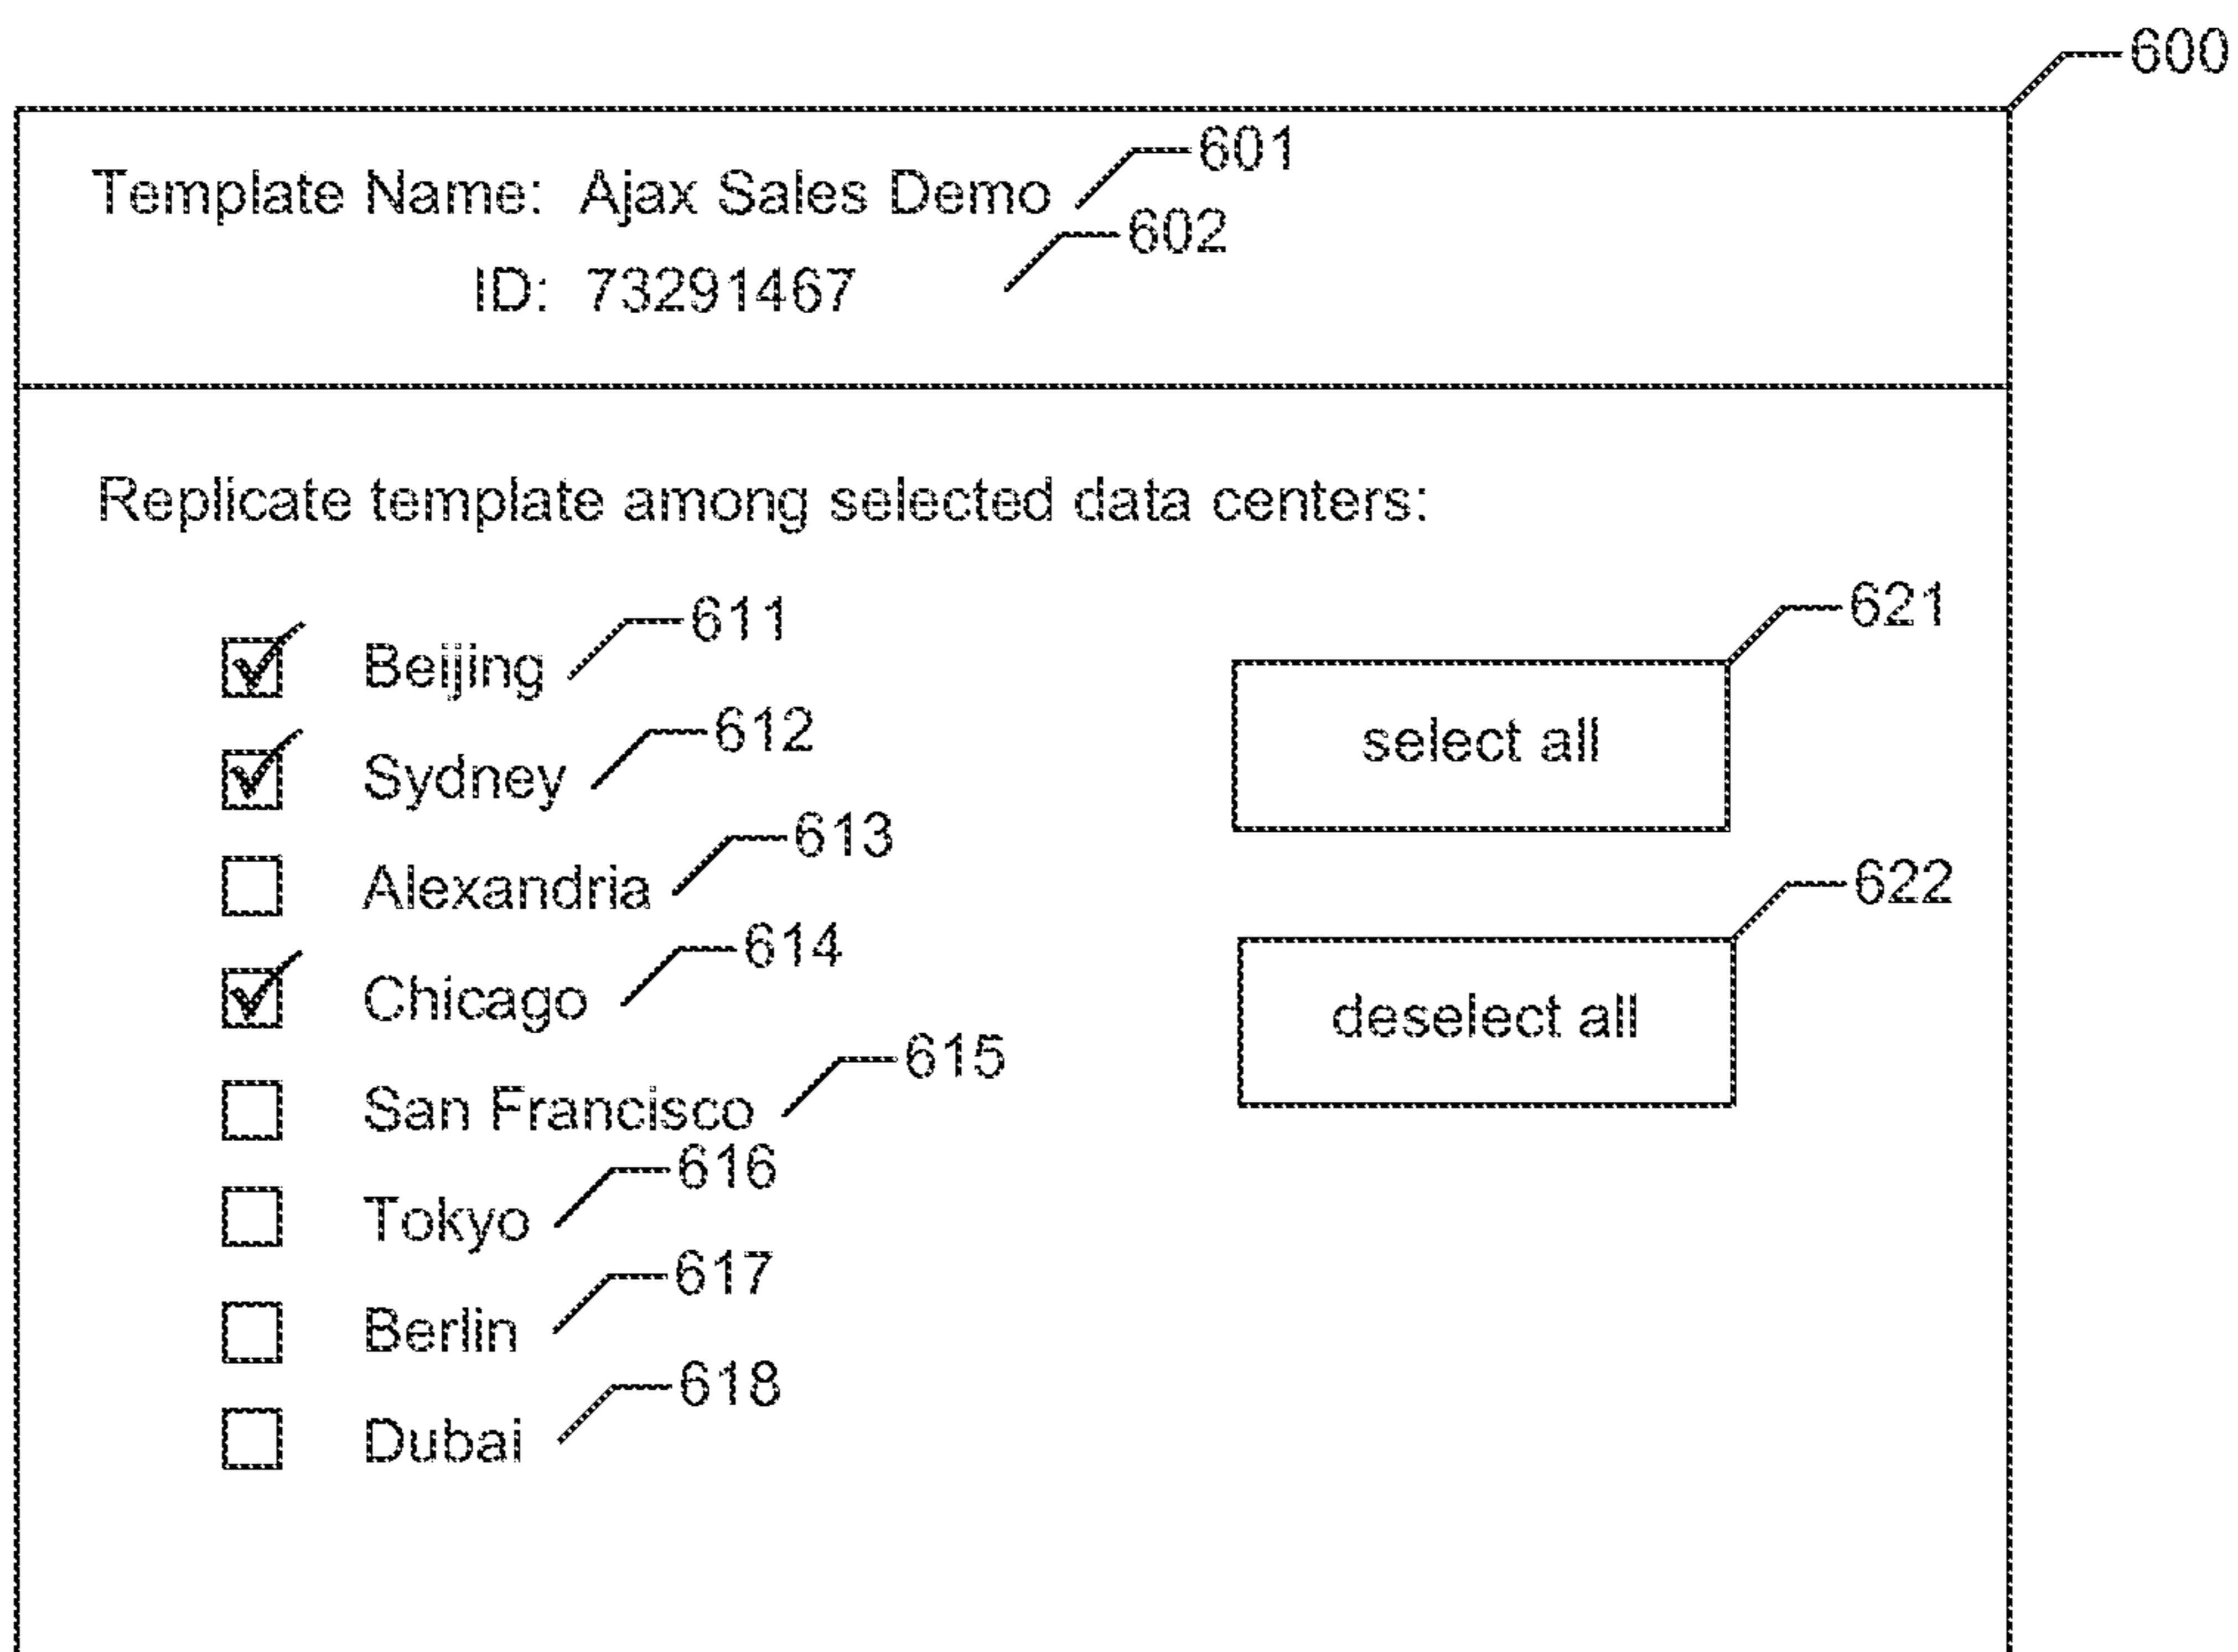 600
Template Name: Ajax Sales Demo 601
ID: 73291467 602
Replicate template among selected data centers:
Beijing 611
Sydney 612
Alexandria 613
Chicago 614
San Francisco 615
Tokyo 616
Berlin 617
Dubai 618
621
select all
622
deselect all